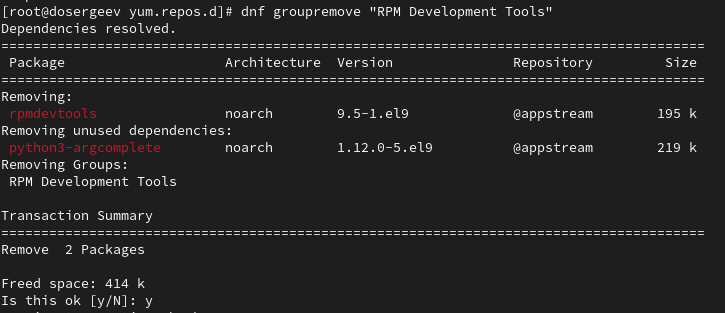 [root@dosergeev yum.repos.d]# dnf groupremove "RPM Development Tools"
Dependencies resolved.
================================================================================
Package Architecture Version Repository Size
================================================================================
Removing:
rpmdevtools noarch 9.5-1.el9 @appstream 195 k
Removing unused dependencies:
python3-argcomplete noarch 1.12.0-5.el9 @appstream 219 k
Removing Groups:
RPM Development Tools
Transaction Summary
================================================================================
Remove 2 Packages
Freed space: 414 k
Is this ok [y/N]: y